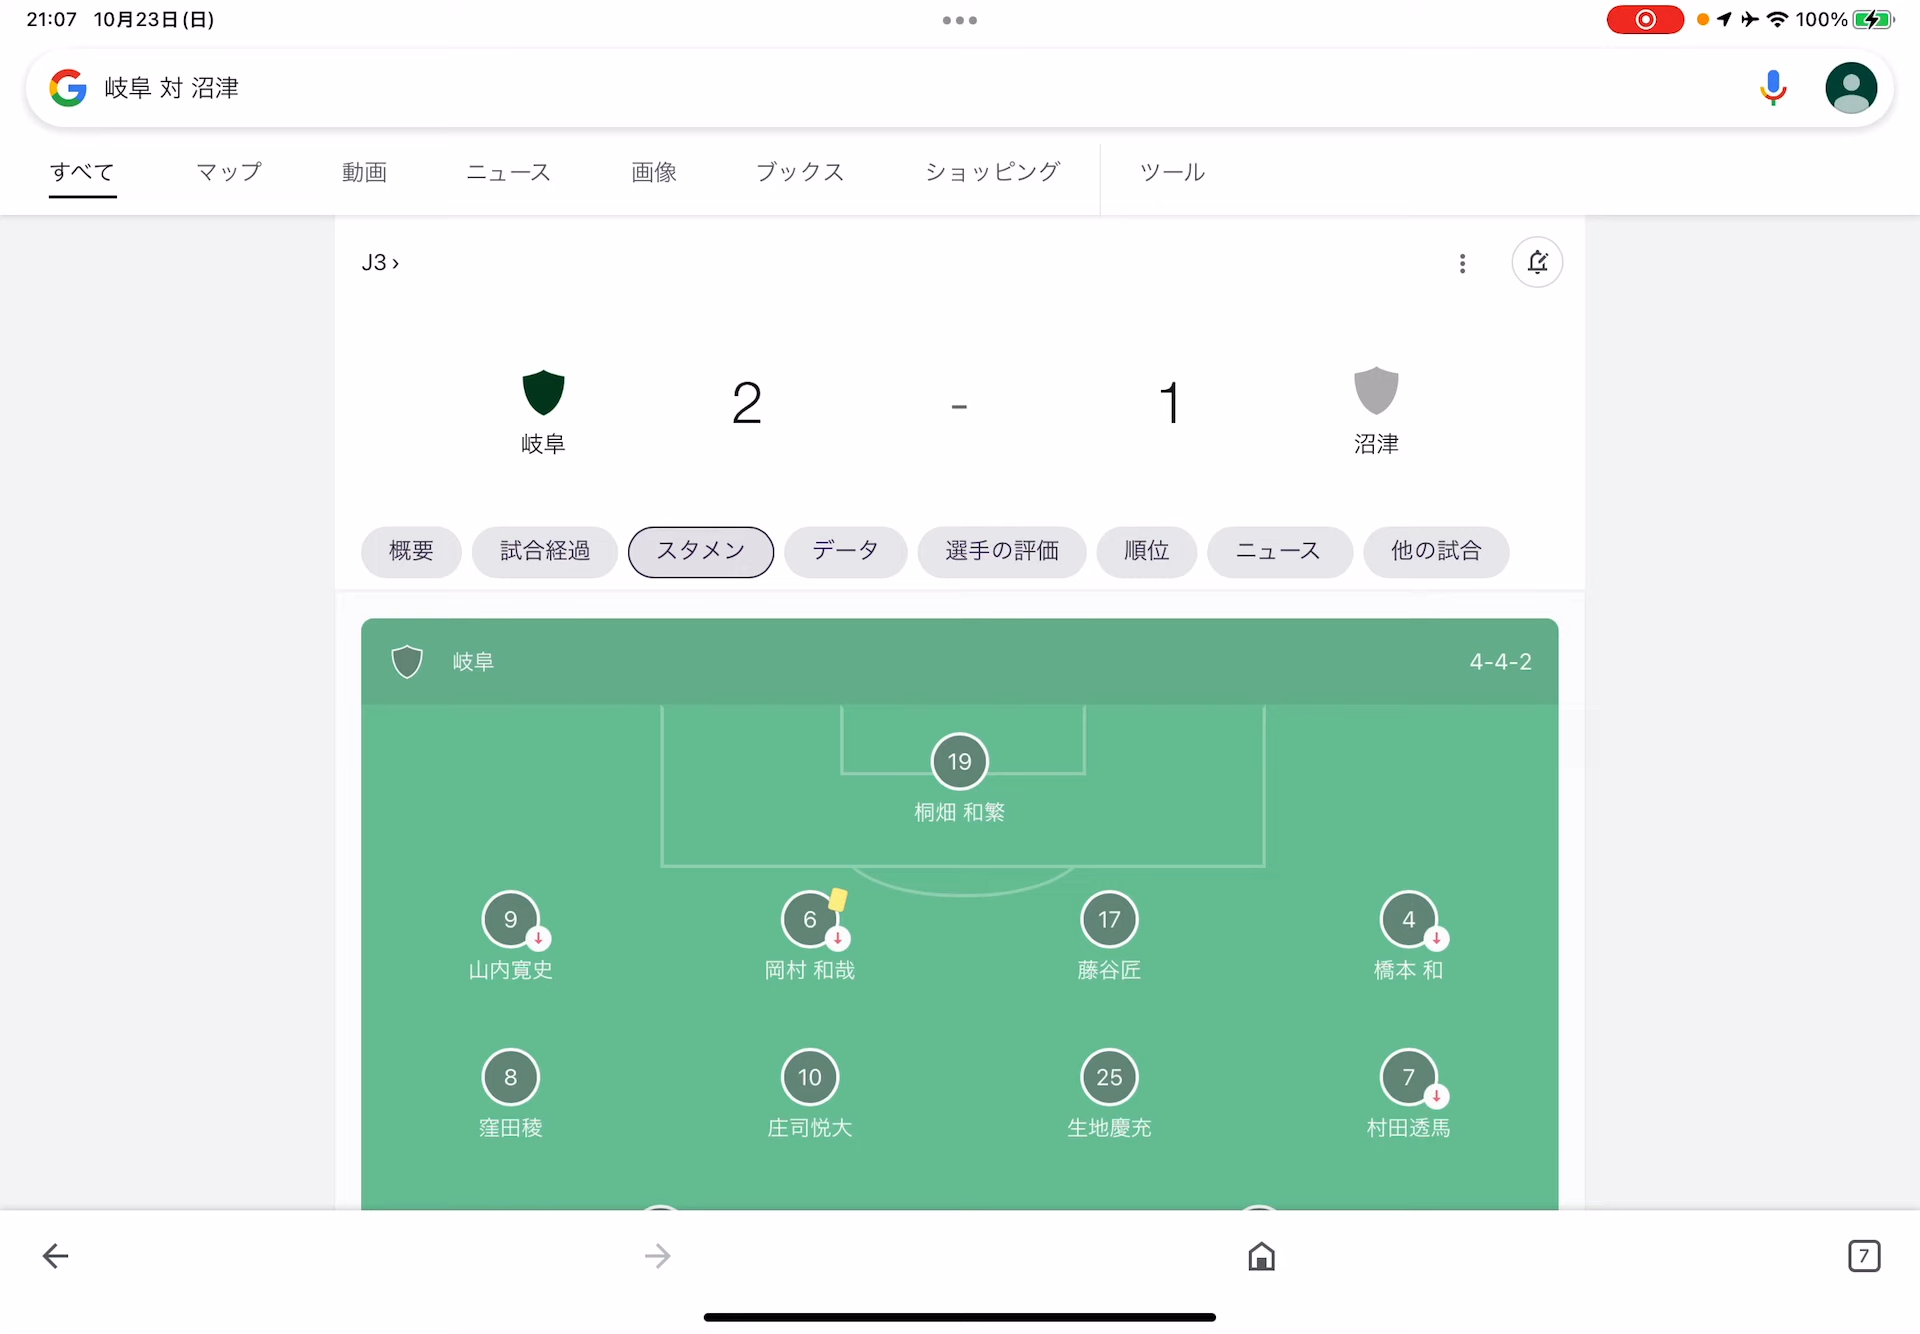 21:07 10月23日(日)
100%
岐阜 対 沼津
すべて マップ 動画 ニュース 画像 ブックス ショッピング ツール
J3 ›
2 - 1
岐阜 沼津
概要 試合経過 スタメン データ 選手の評価 順位 ニュース 他の試合
岐阜 4-4-2
19
桐畑 和繁
9 6 17 4
山内寛史 岡村 和哉 藤谷匠 橋本 和
8 10 25 7
窪田稜 庄司悦大 生地慶充 村田透馬
7